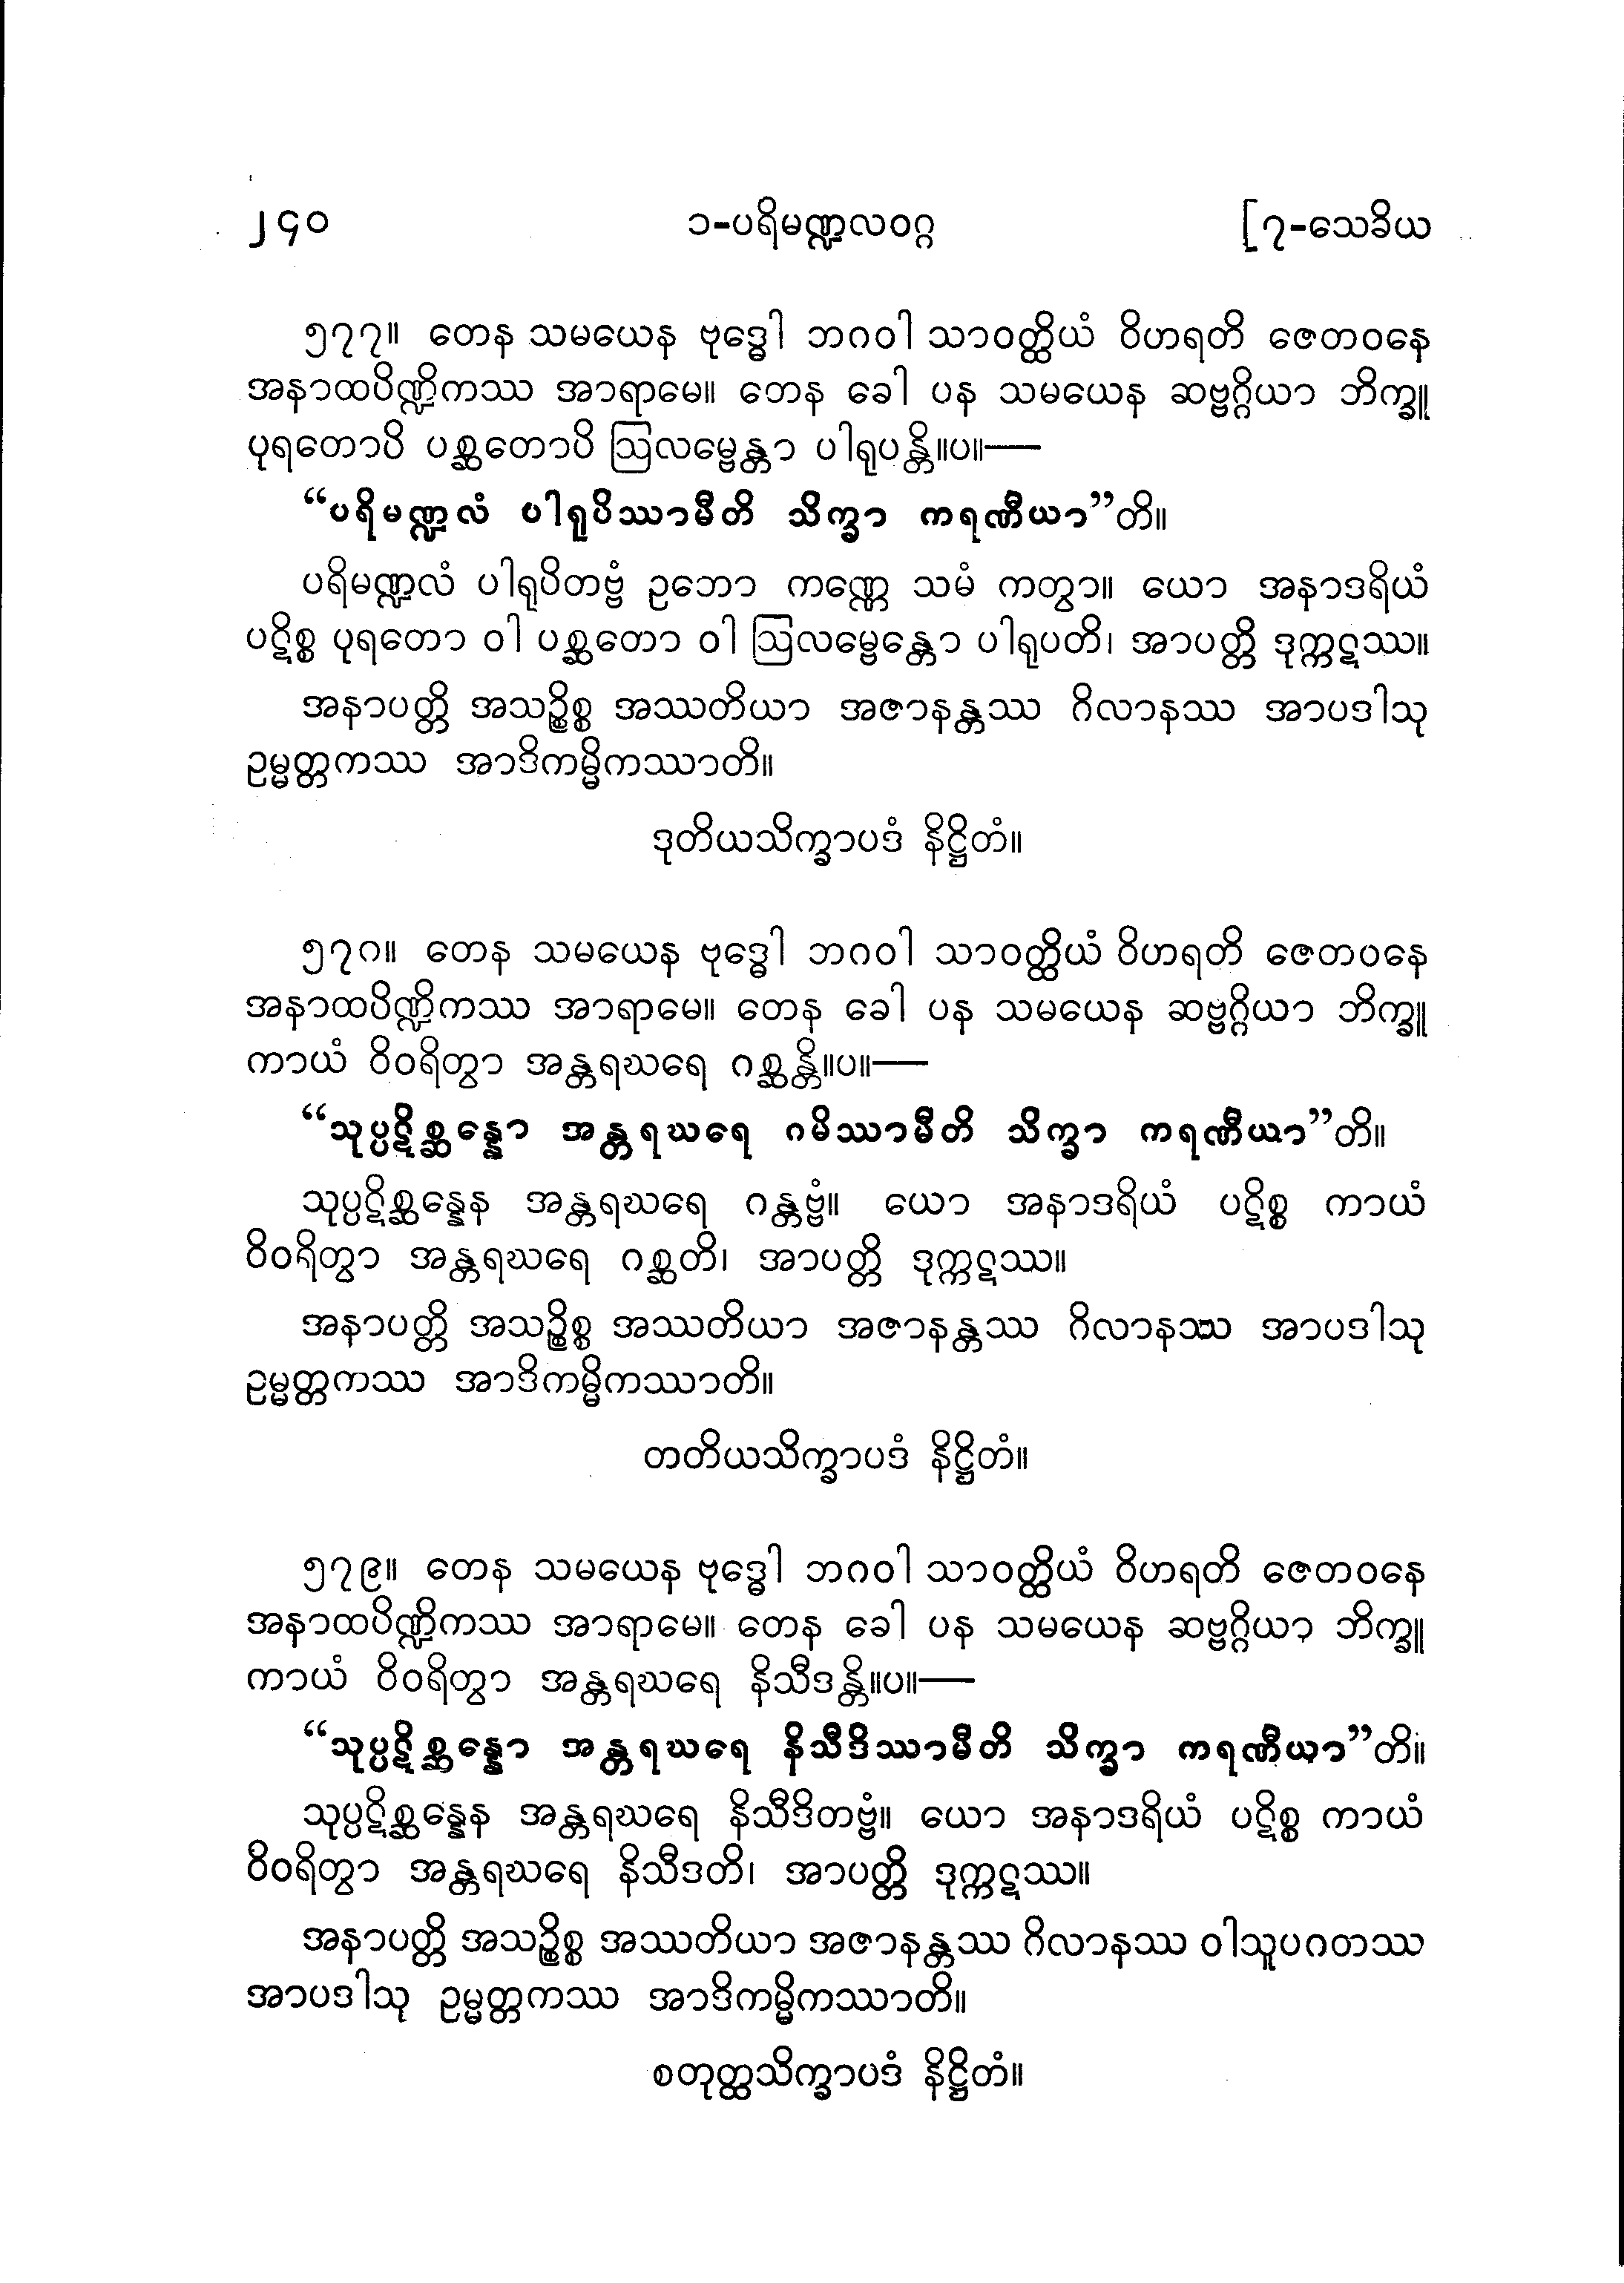 ၂၄၀ ၁-ပရိမဏ္ဍလဝဂ္ဂ [၇-သေခိယ
၅၇၇။ တေန သမယေန ဗုဒ္ဓေါ ဘဂဝါ သာဝတ္ထိယံ ဝိဟရတိ ဇေတဝနေ
အနာထပိဏ္ဍိကဿ အာရာမေ။ တေန ခေါ ပန သမယေန ဆဗ္ဗဂ္ဂိယာ ဘိက္ခူ
ပုရတောပိ ပစ္ဆတောပိ ဩလမ္ဗေန္တာ ပါရုပန္တိ။ပ။—
“ပရိမဏ္ဍလံ ပါရုပိဿာမီတိ သိက္ခာ ကရဏီယာ”တိ။
ပရိမဏ္ဍလံ ပါရုပိတဗ္ဗံ ဥဘော ကဏ္ဏေ သမံ ကတွာ။ ယော အနာဒရိယံ
ပဋိစ္စ ပုရတော ဝါ ပစ္ဆတော ဝါ ဩလမ္ဗေန္တော ပါရုပတိ၊ အာပတ္တိ ဒုက္ကဋဿ။
အနာပတ္တိ အသဉ္စိစ္စ အဿတိယာ အဇာနန္တဿ ဂိလာနဿ အာပဒါသု
ဥမ္မတ္တကဿ အာဒိကမ္မိကဿာတိ။
ဒုတိယသိက္ခာပဒံ နိဋ္ဌိတံ။
၅၇၈။ တေန သမယေန ဗုဒ္ဓေါ ဘဂဝါ သာဝတ္ထိယံ ဝိဟရတိ ဇေတဝနေ
အနာထပိဏ္ဍိကဿ အာရာမေ။ တေန ခေါ ပန သမယေန ဆဗ္ဗဂ္ဂိယာ ဘိက္ခူ
ကာယံ ဝိဝရိတွာ အန္တရဃရေ ဂစ္ဆန္တိ။ပ။—
“သုပ္ပဋိစ္ဆန္နော အန္တရဃရေ ဂမိဿာမီတိ သိက္ခာ ကရဏီယာ”တိ။
သုပ္ပဋိစ္ဆန္နေန အန္တရဃရေ ဂန္တဗ္ဗံ။ ယော အနာဒရိယံ ပဋိစ္စ ကာယံ
ဝိဝရိတွာ အန္တရဃရေ ဂစ္ဆတိ၊ အာပတ္တိ ဒုက္ကဋဿ။
အနာပတ္တိ အသဉ္စိစ္စ အဿတိယာ အဇာနန္တဿ ဂိလာနဿ အာပဒါသု
ဥမ္မတ္တကဿ အာဒိကမ္မိကဿာတိ။
တတိယသိက္ခာပဒံ နိဋ္ဌိတံ။
၅၇၉။ တေန သမယေန ဗုဒ္ဓေါ ဘဂဝါ သာဝတ္ထိယံ ဝိဟရတိ ဇေတဝနေ
အနာထပိဏ္ဍိကဿ အာရာမေ။ တေန ခေါ ပန သမယေန ဆဗ္ဗဂ္ဂိယာ ဘိက္ခူ
ကာယံ ဝိဝရိတွာ အန္တရဃရေ နိသီဒန္တိ။ပ။—
“သုပ္ပဋိစ္ဆန္နော အန္တရဃရေ နိသီဒိဿာမီတိ သိက္ခာ ကရဏီယာ”တိ။
သုပ္ပဋိစ္ဆန္နေန အန္တရဃရေ နိသီဒိတဗ္ဗံ။ ယော အနာဒရိယံ ပဋိစ္စ ကာယံ
ဝိဝရိတွာ အန္တရဃရေ နိသီဒတိ၊ အာပတ္တိ ဒုက္ကဋဿ။
အနာပတ္တိ အသဉ္စိစ္စ အဿတိယာ အဇာနန္တဿ ဂိလာနဿ ဝါသူပဂတဿ
အာပဒါသု ဥမ္မတ္တကဿ အာဒိကမ္မိကဿာတိ။
စတုတ္ထသိက္ခာပဒံ နိဋ္ဌိတံ။